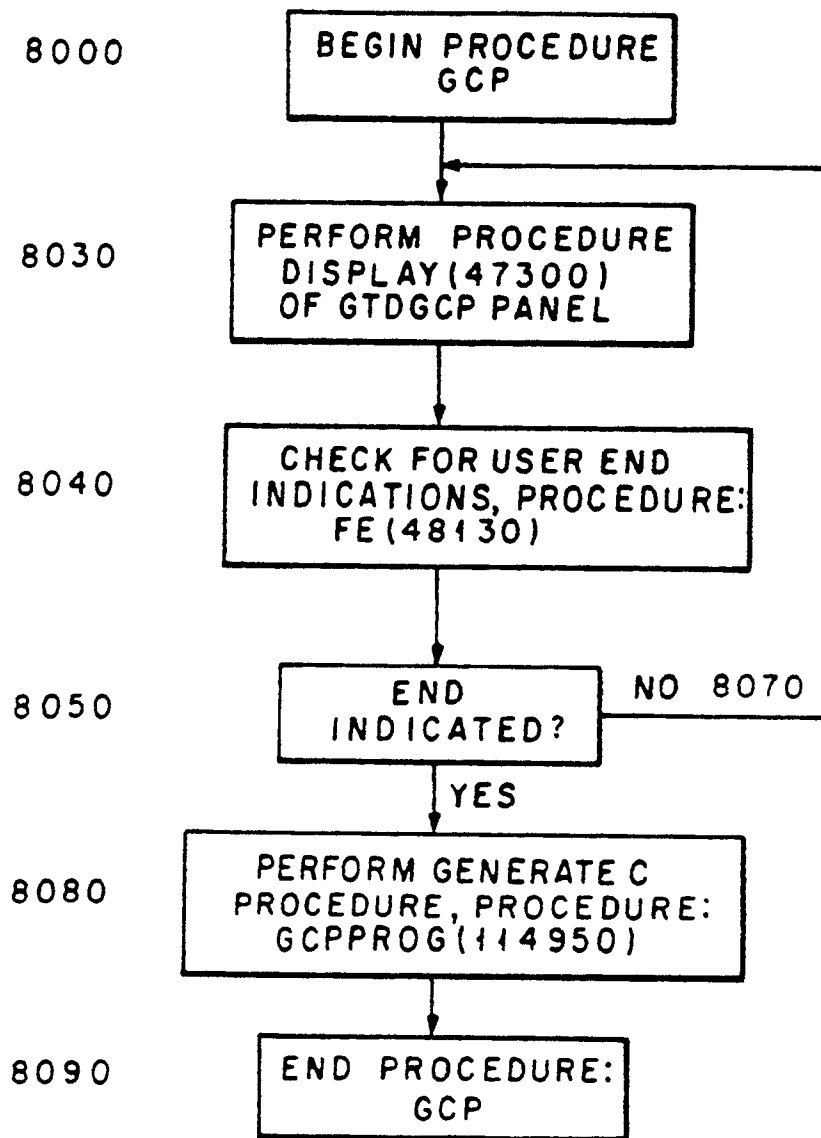 8000
BEGIN PROCEDURE
GCP
8030
PERFORM PROCEDURE
DISPLAY(47300)
OF GTDGCP PANEL
8040
CHECK FOR USER END
INDICATIONS, PROCEDURE:
FE(48130)
8050
END
INDICATED?
NO 8070
YES
8080
PERFORM GENERATE C
PROCEDURE, PROCEDURE:
GCPPROG(114950)
8090
END PROCEDURE:
GCP